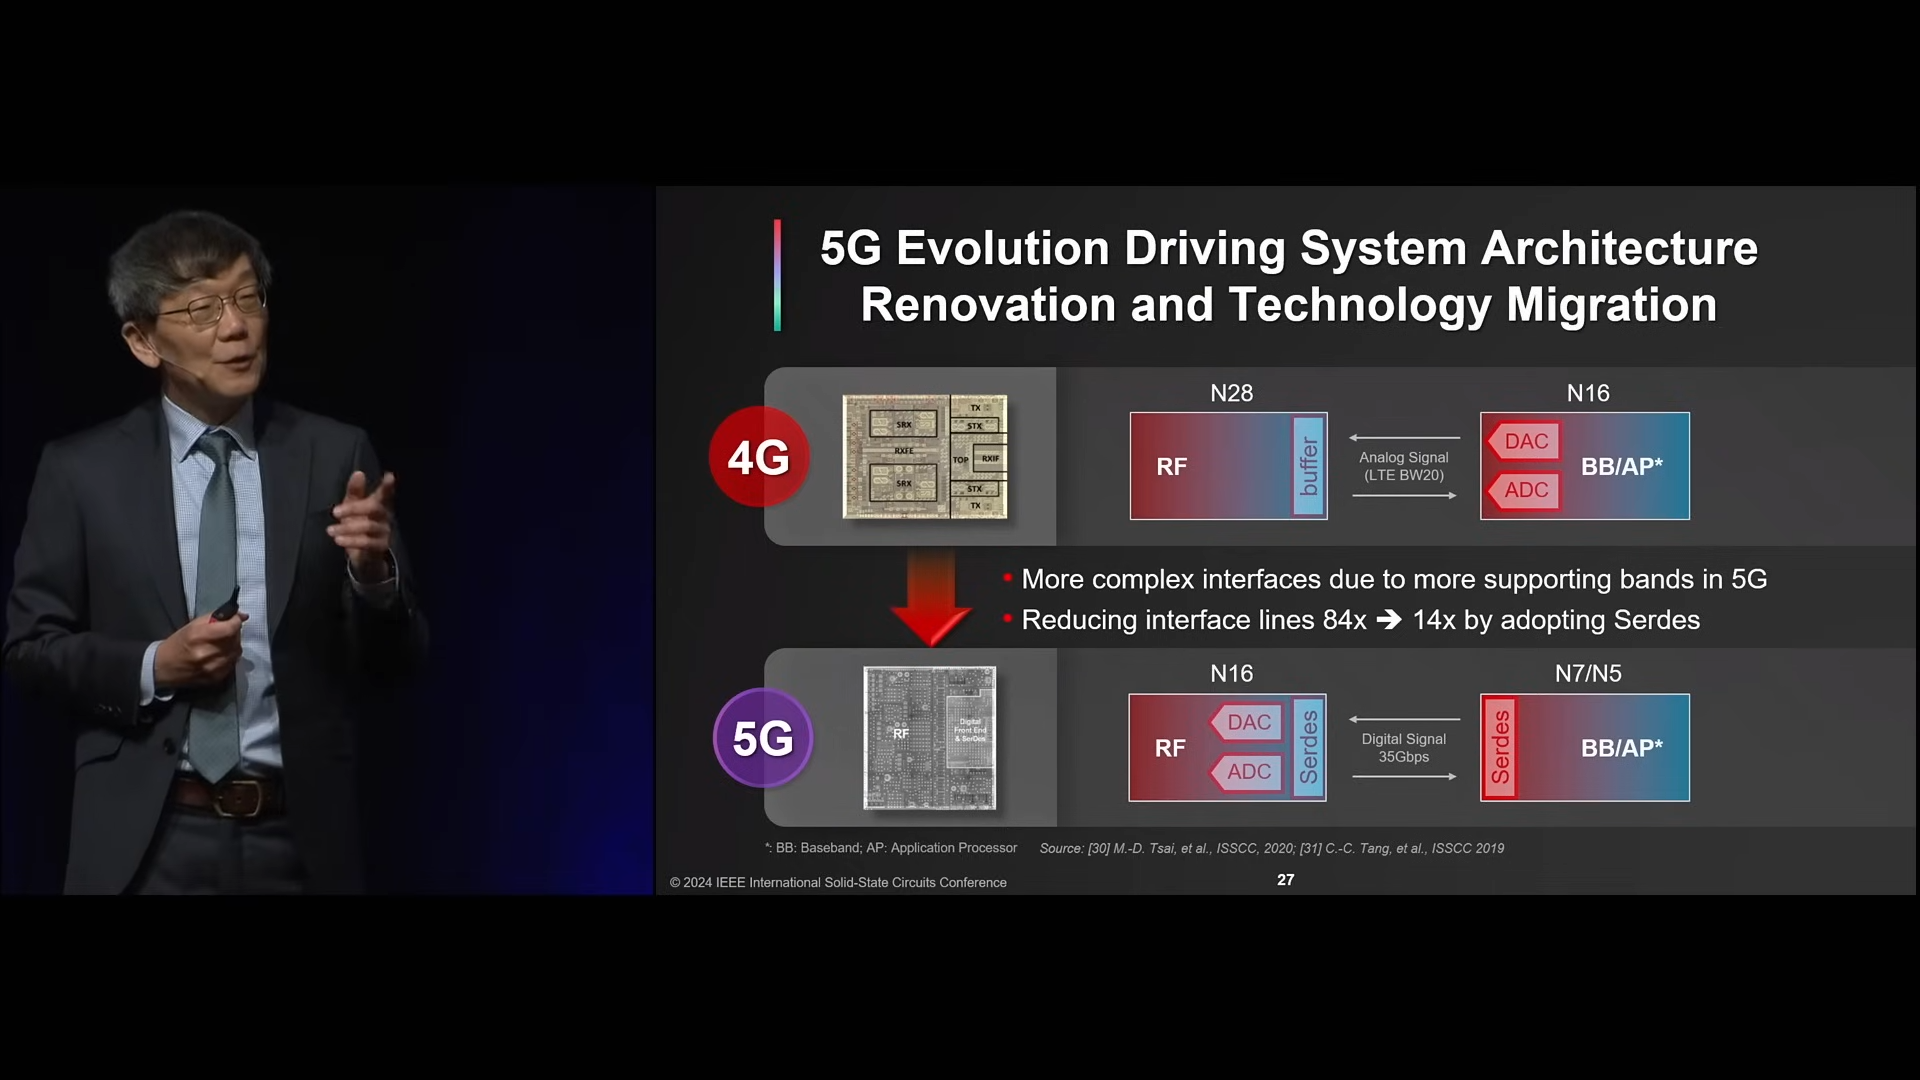 5G Evolution Driving System Architecture
Renovation and Technology Migration
4G
SRX
RXFE
SRX
TX
STX
TOP
RXIF
STX
TX
N28
RF
buffer
Analog Signal
(LTE BW20)
N16
DAC
ADC
BB/AP*
• More complex interfaces due to more supporting bands in 5G
• Reducing interface lines 84x ➔ 14x by adopting Serdes
5G
RF
Digital
Front End
& SerDes
N16
RF
DAC
ADC
Serdes
Digital Signal
35Gbps
N7/N5
Serdes
BB/AP*
*: BB: Baseband; AP: Application Processor
Source: [30] M.-D. Tsai, et al., ISSCC, 2020; [31] C.-C. Tang, et al., ISSCC 2019
© 2024 IEEE International Solid-State Circuits Conference
27